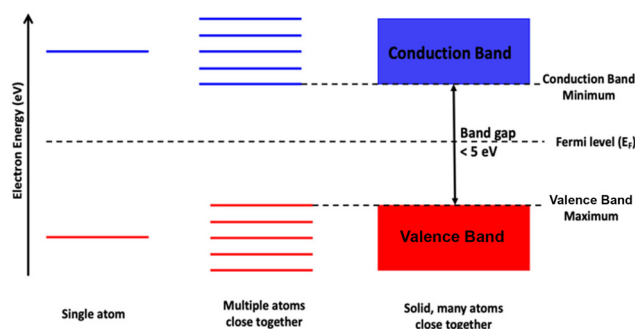 Electron Energy (eV)
Conduction Band
Conduction Band
Minimum
Band gap
< 5 eV
Fermi level (EF)
Valence Band
Maximum
Valence Band
Single atom
Multiple atoms
close together
Solid, many atoms
close together